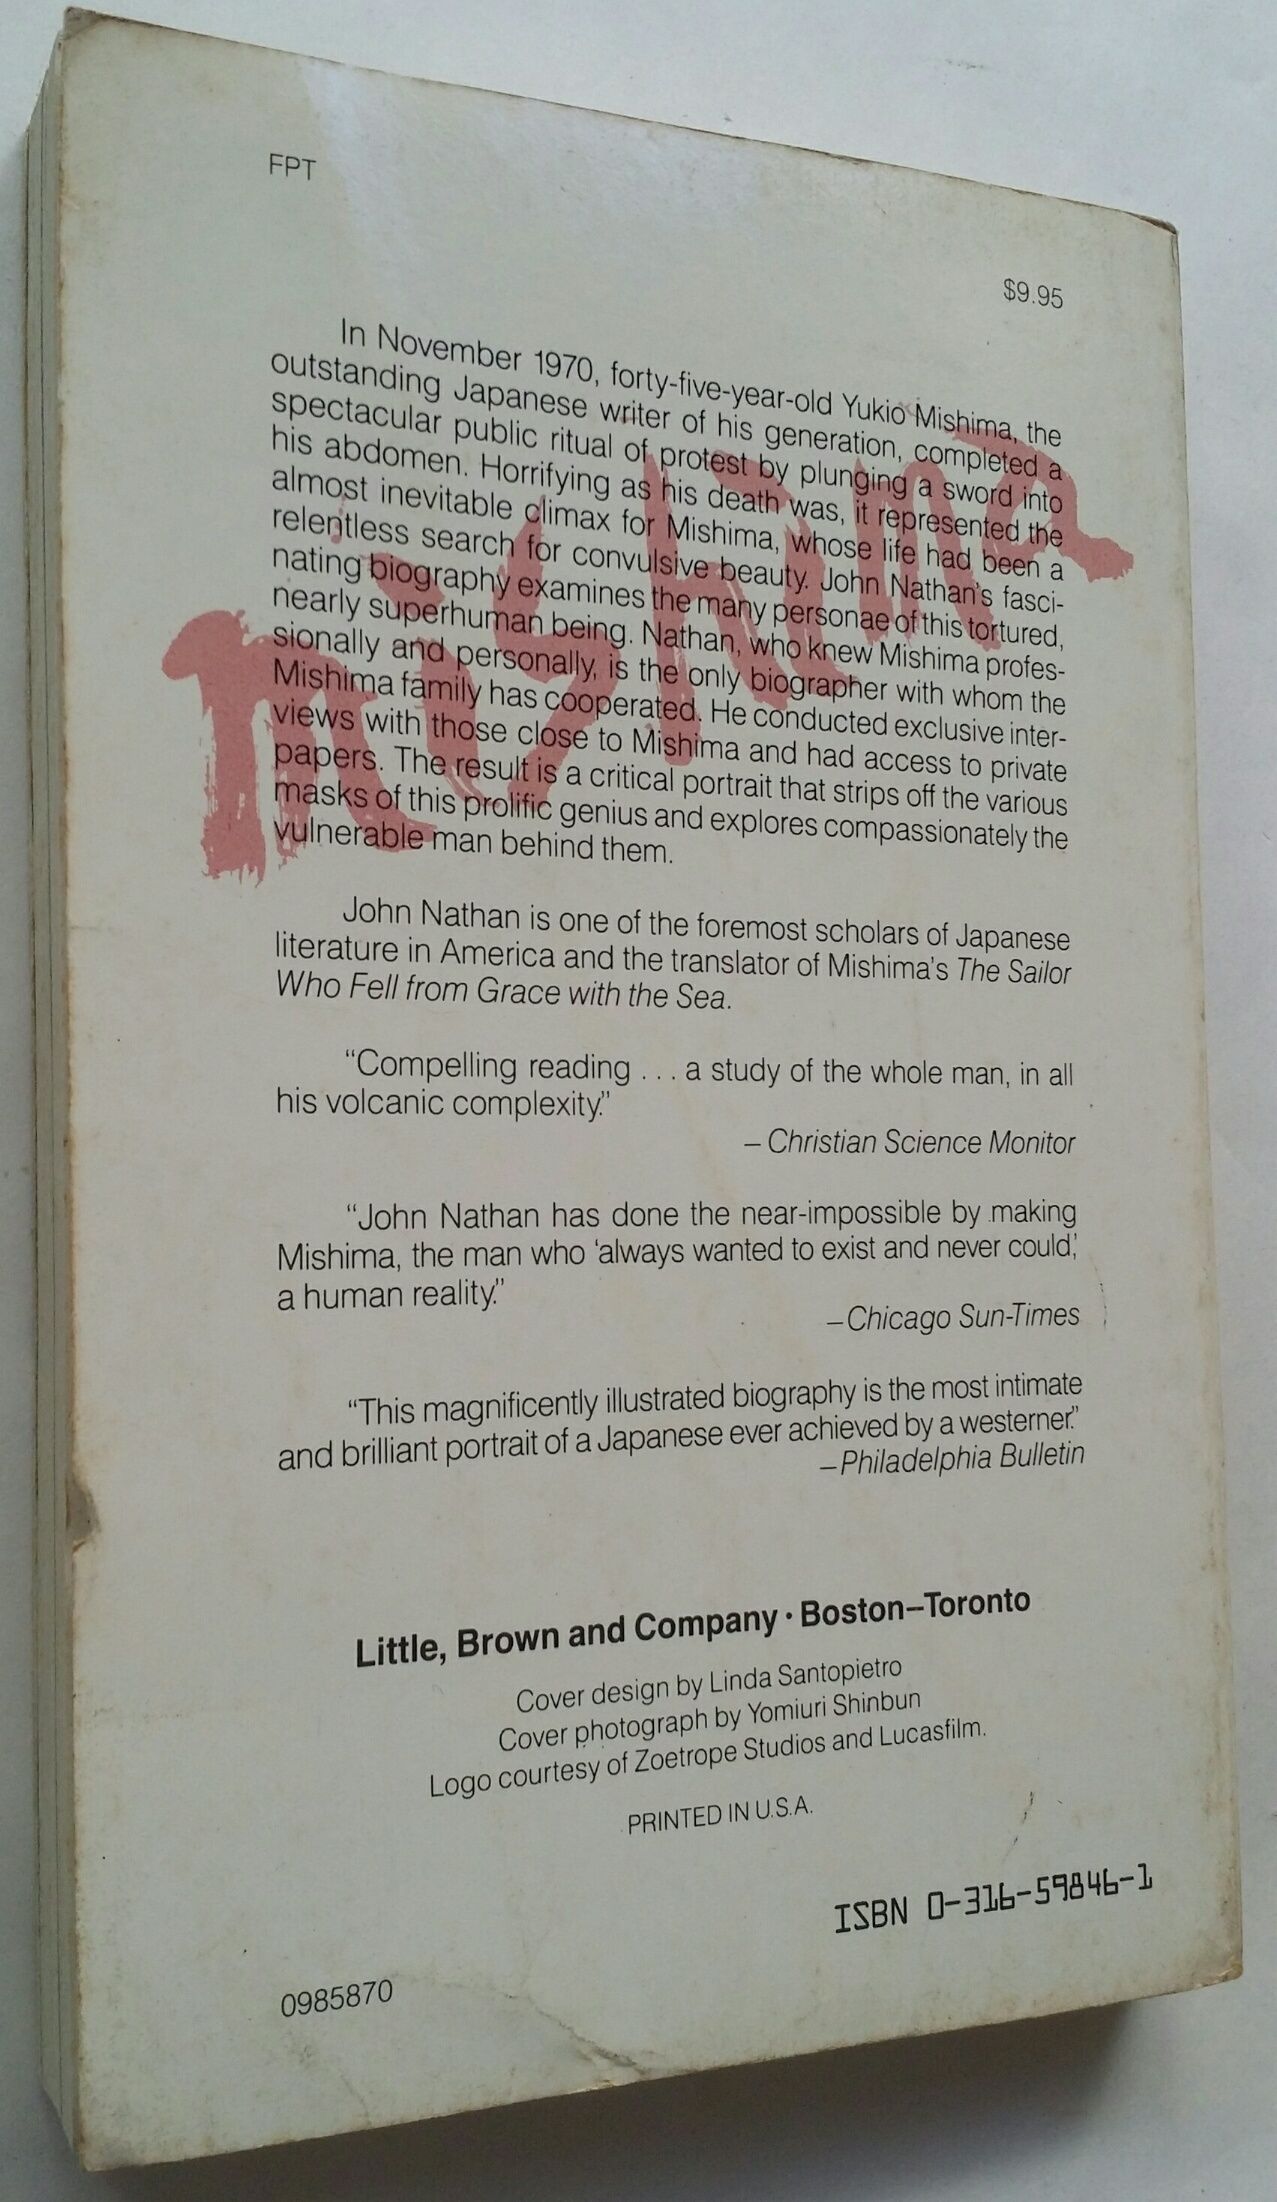 FPT
$9.95
In November 1970, forty-five-year-old Yukio Mishima, the
outstanding Japanese writer of his generation, completed a
spectacular public ritual of protest by plunging a sword into
his abdomen. Horrifying as his death was, it represented the
almost inevitable climax for Mishima, whose life had been a
relentless search for convulsive beauty. John Nathan's fasci-
nating biography examines the many personae of this tortured,
nearly superhuman being. Nathan, who knew Mishima profes-
sionally and personally, is the only biographer with whom the
Mishima family has cooperated. He conducted exclusive inter-
views with those close to Mishima and had access to private
papers. The result is a critical portrait that strips off the various
masks of this prolific genius and explores compassionately the
vulnerable man behind them.
mishima
John Nathan is one of the foremost scholars of Japanese
literature in America and the translator of Mishima's The Sailor
Who Fell from Grace with the Sea.
“Compelling reading . . . a study of the whole man, in all
his volcanic complexity.”
– Christian Science Monitor
“John Nathan has done the near-impossible by making
Mishima, the man who ‘always wanted to exist and never could,’
a human reality.”
–Chicago Sun-Times
“This magnificently illustrated biography is the most intimate
and brilliant portrait of a Japanese ever achieved by a westerner.”
–Philadelphia Bulletin
Little, Brown and Company · Boston–Toronto
Cover design by Linda Santopietro
Cover photograph by Yomiuri Shinbun
Logo courtesy of Zoetrope Studios and Lucasfilm.
PRINTED IN U.S.A.
ISBN 0-316-59846-1
0985870